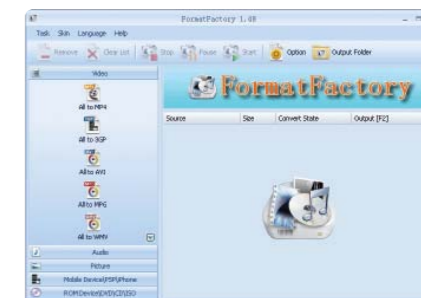 FormatFactory 1.48
Task Skin Language Help
Remove Clear List Stop Pause Start Option Output Folder
Video
FormatFactory
Source Size Convert State Output [F2]
All to MP4
All to 3GP
All to AVI
All to MPG
All to WMV
Audio
Picture
Mobile Device\PSP\iPhone
ROM Device\DVD\CD\ISO